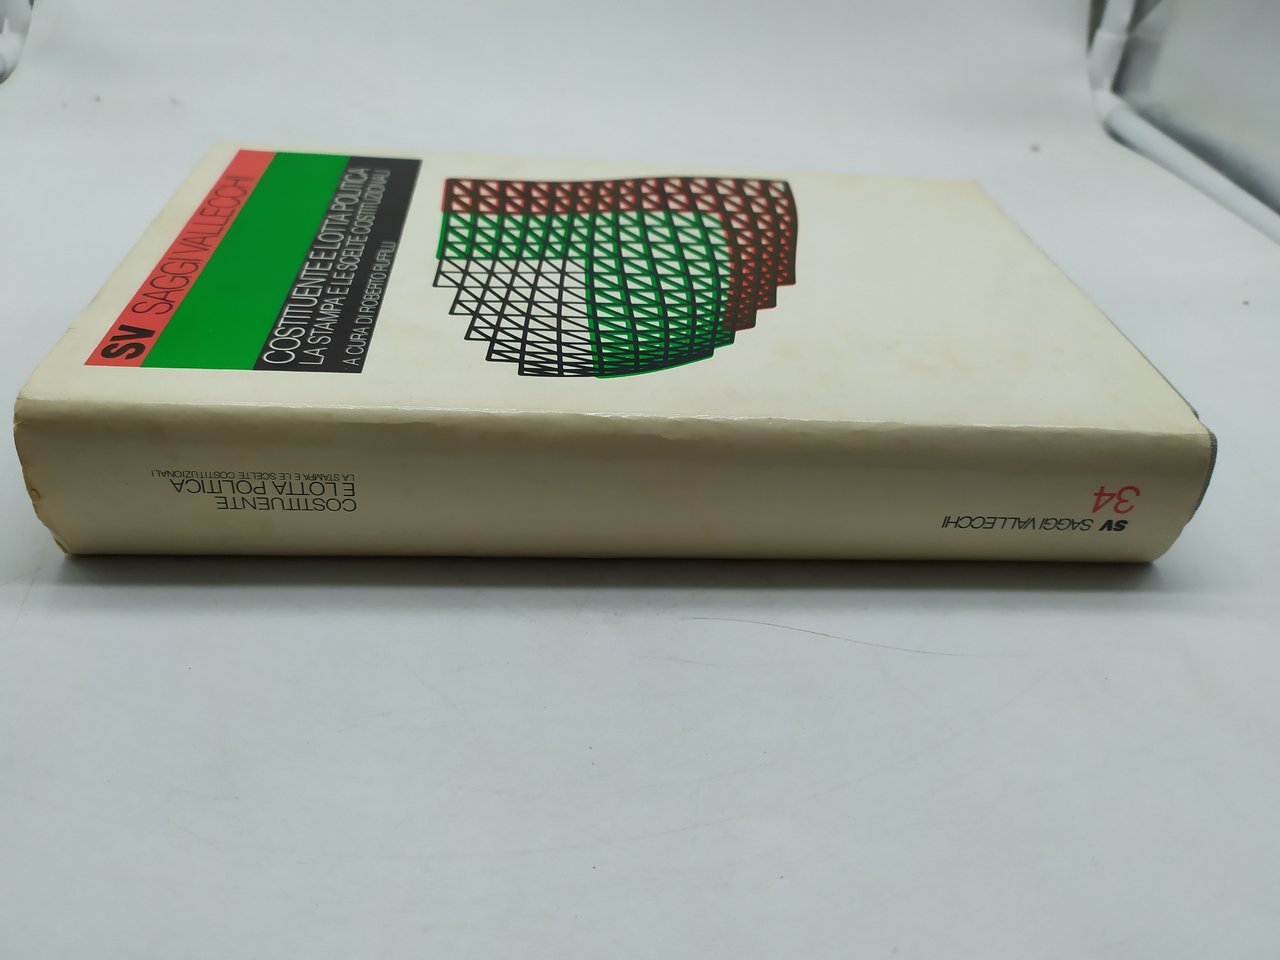 SV SAGGI VALLECCHI
COSTITUENTE E LOTTA POLITICA
LA STAMPA E LE SCELTE COSTITUZIONALI
A CURA DI ROBERTO RUFFILLI
COSTITUENTE
E LOTTA POLITICA
LA STAMPA E LE SCELTE COSTITUZIONALI
SV SAGGI VALLECCHI
34